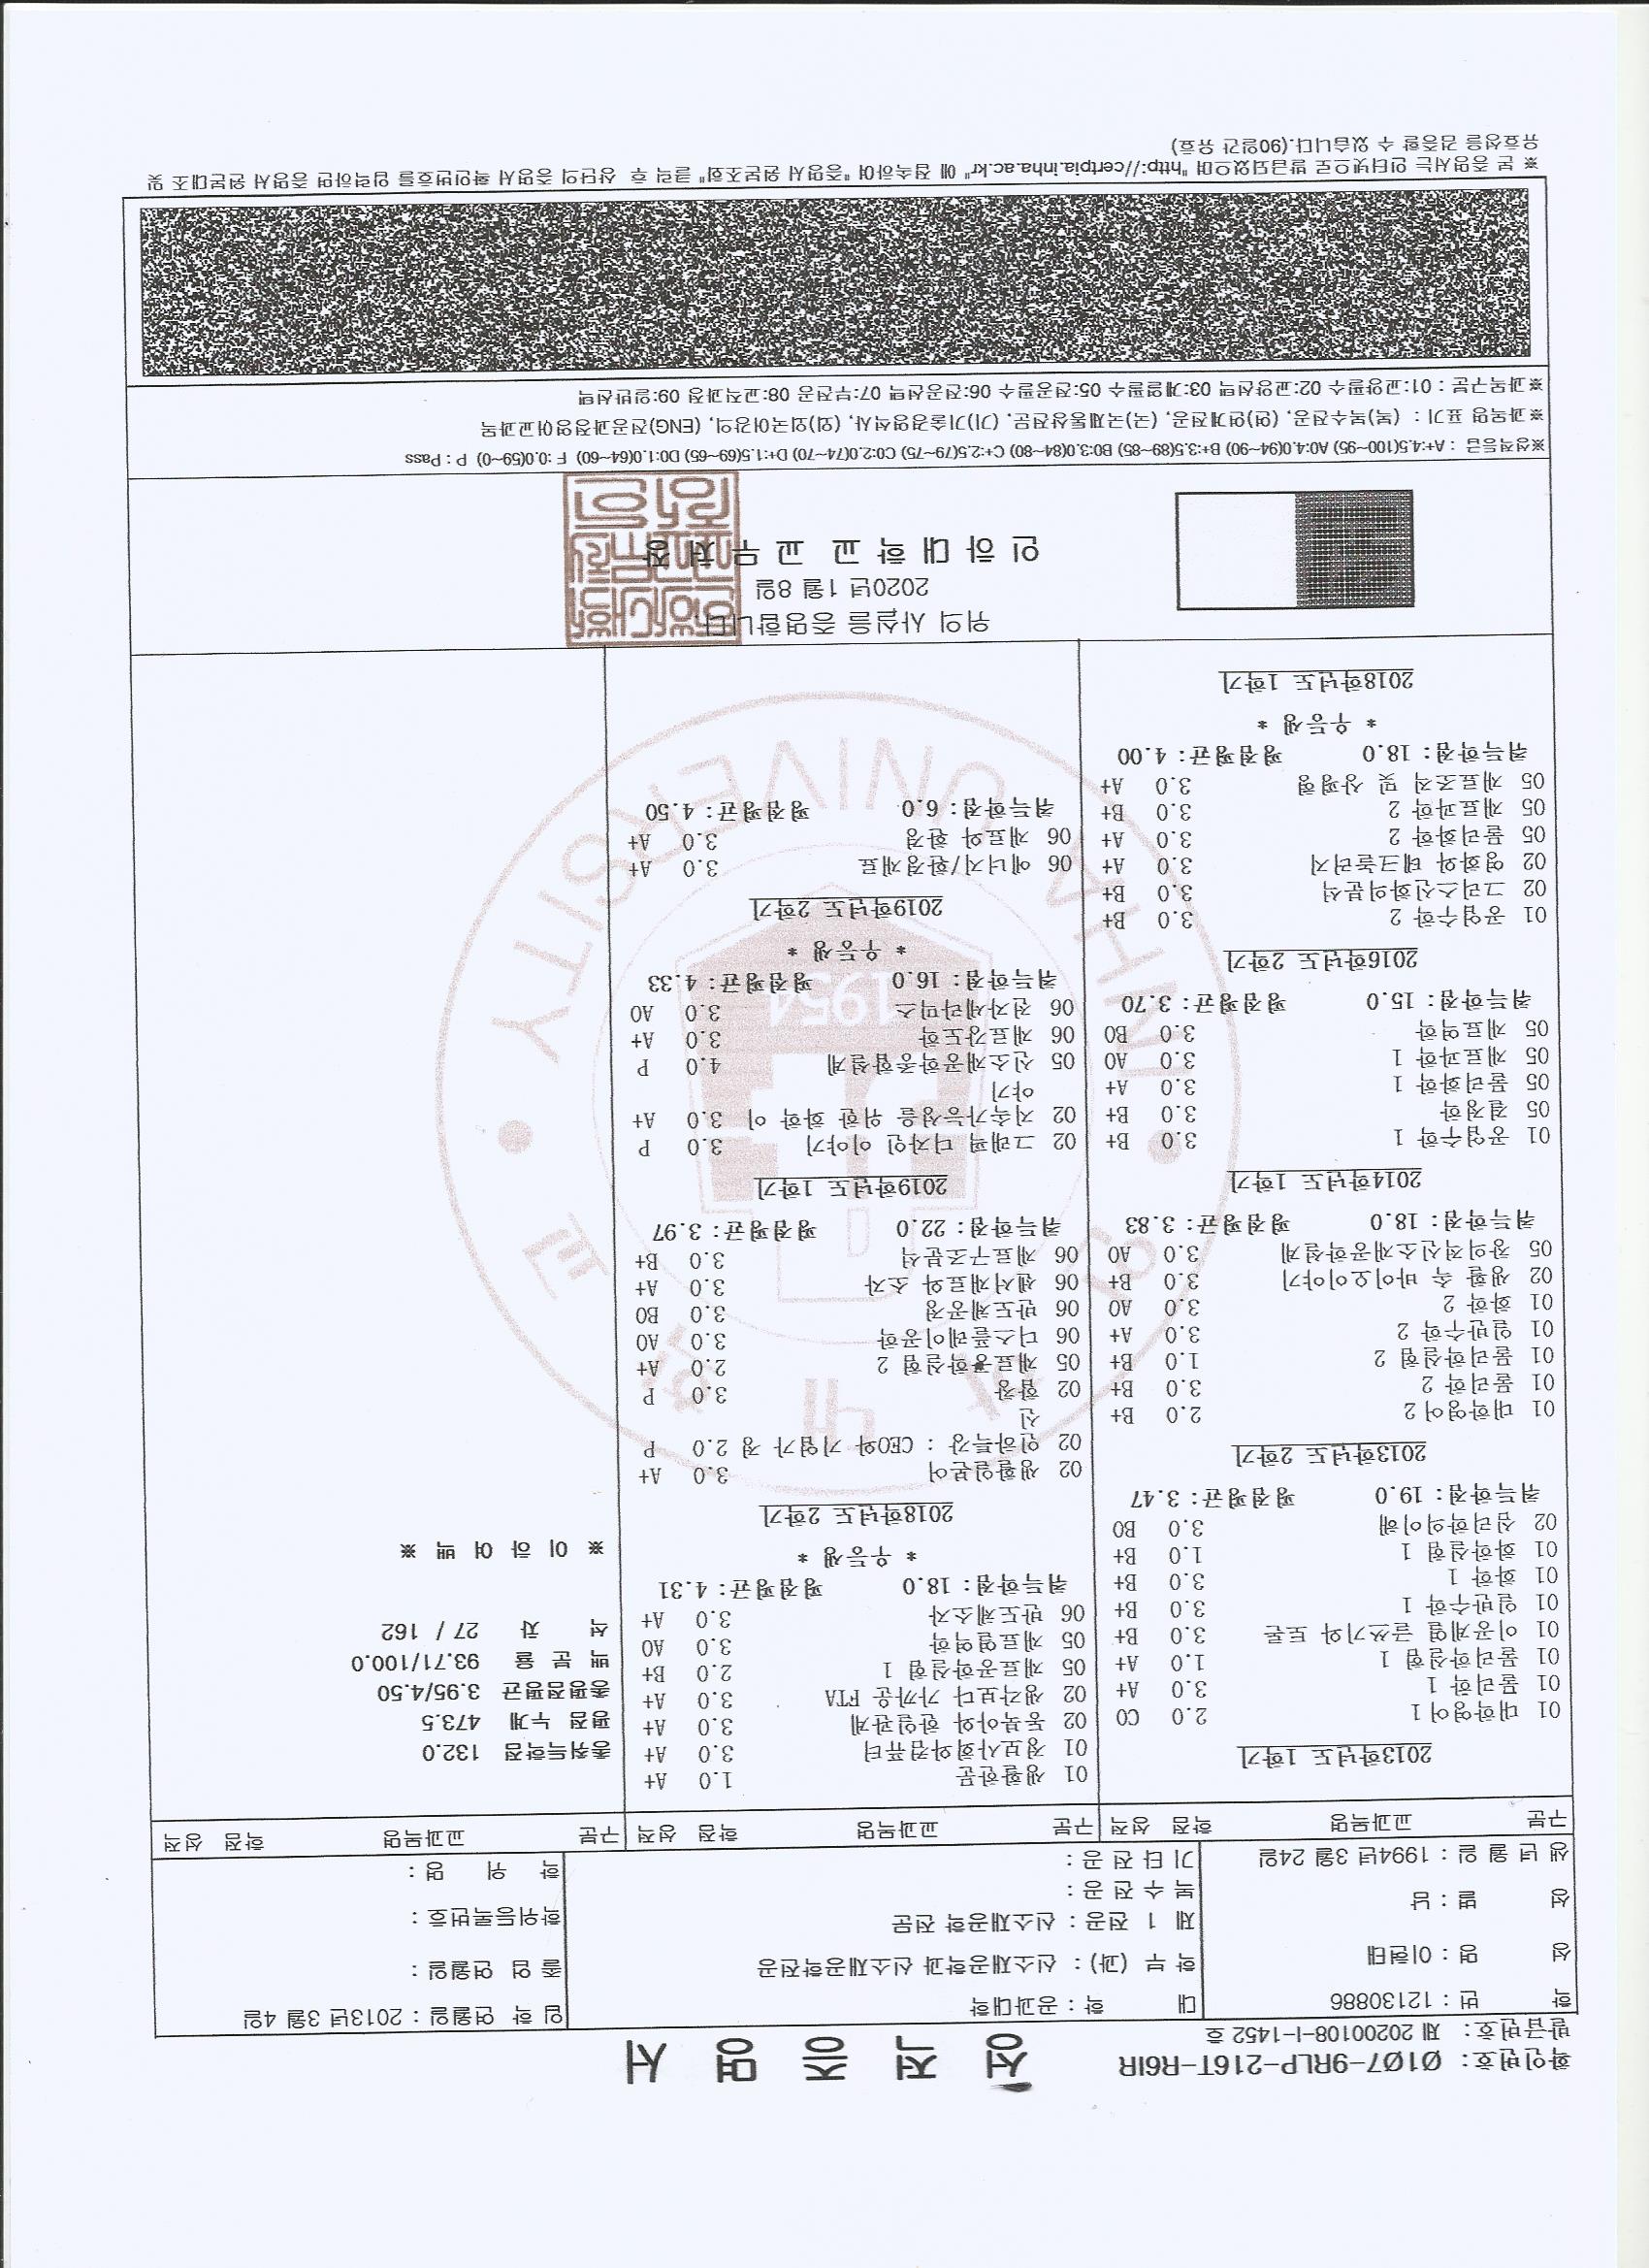 확인번호: Ø1Ø7-9RLP-216T-R6IR
성 적 증 명 서
발급번호: 제 20200108-I-1452 호
학 번 : 12130886
성 명 : 이현태
성 별 : 남
생 년 월 일 : 1994년 3월 24일
대 학 : 공과대학
학 부 (과) : 신소재공학과 신소재공학전공
제 1 전공 : 신소재공학 전문
복 수 전 공 :
기 타 전 공 :
입 학 연월일 : 2013년 3월 4일
졸 업 연월일 :
학위등록번호 :
학 위 명 :
구분 교과목명 학점 성적 구분 교과목명 학점 성적 구분 교과목명 학점 성적
2013학년도 1학기
01 대학영어 1 2.0 C0
01 물리학 1 3.0 A+
01 물리학실험 1 1.0 A+
01 이공계열 글쓰기와 토론 3.0 B+
01 일반수학 1 3.0 B+
01 화학 1 3.0 B+
01 화학실험 1 1.0 B+
02 심리학의이해 3.0 B0
취득학점: 19.0 평점평균: 3.47
2013학년도 2학기
01 대학영어 2 2.0 B+
01 물리학 2 3.0 B+
01 물리학실험 2 1.0 B+
01 일반수학 2 3.0 A+
01 화학 2 3.0 A0
02 생활 속 바이오이야기 3.0 B+
05 창의적신소재공학설계 3.0 A0
취득학점: 18.0 평점평균: 3.83
2014학년도 1학기
01 공업수학 1 3.0 B+
05 결정학 3.0 B+
05 물리화학 1 3.0 A+
05 재료과학 1 3.0 A0
05 재료역학 3.0 B0
취득학점: 15.0 평점평균: 3.70
2016학년도 2학기
01 공업수학 2 3.0 B+
02 그리스신화의분석 3.0 B+
02 영화와 테크놀러지 3.0 A+
05 물리화학 2 3.0 A+
05 재료과학 2 3.0 B+
05 재료조직 및 상평형 3.0 A+
취득학점: 18.0 평점평균: 4.00
* 우등생 *
2018학년도 1학기
01 생활한문 1.0 A+
01 정보사회와컴퓨터 3.0 A+
02 동북아와 한일관계 3.0 A+
02 생각보다 가까운 FTA 3.0 A+
05 재료공학실험 1 2.0 B+
05 재료열역학 3.0 A0
06 반도체소자 3.0 A+
취득학점: 18.0 평점평균: 4.31
* 우등생 *
2018학년도 2학기
02 생활일본어 3.0 A+
02 인하특강 : CEO와 기업가 정 2.0 P
신
02 합창 3.0 P
05 재료공학실험 2 2.0 A+
06 디스플레이공학 3.0 A0
06 반도체공정 3.0 B0
06 센서재료와 소자 3.0 A+
06 재료구조분석 3.0 B+
취득학점: 22.0 평점평균: 3.97
2019학년도 1학기
02 그래픽 디자인 이야기 3.0 P
02 지속가능성을 위한 화학 이 3.0 A+
야기
05 신소재공학종합설계 4.0 P
06 재료강도학 3.0 A+
06 전자세라믹스 3.0 A0
취득학점: 16.0 평점평균: 4.33
* 우등생 *
2019학년도 2학기
06 에너지/환경재료 3.0 A+
06 재료와 환경 3.0 A+
취득학점: 6.0 평점평균: 4.50
총취득학점 132.0
평점 누계 473.5
총평점평균 3.95/4.50
백 분 율 93.71/100.0
석 차 27 / 162
※ 이 하 여 백 ※
인 하 대 학 교
1954
INHA UNIVERSITY
위의 사실을 증명합니다.
2020년 1월 8일
인 하 대 학 교 교 무 처 장
※성적등급 : A+:4.5(100~95) A0:4.0(94~90) B+:3.5(89~85) B0:3.0(84~80) C+:2.5(79~75) C0:2.0(74~70) D+:1.5(69~65) D0:1.0(64~60) F :0.0(59~0) P : Pass
※과목명 표기 : (복)복수전공, (연)연계전공, (국)국제통상전문, (기)기술경영석사, (외)외국어강의, (ENG)전공과정영어교과목
※과목구분 : 01:교양필수 02:교양선택 03:계열필수 05:전공필수 06:전공선택 07:부전공 08:교직과정 09:일반선택
※ 본 증명서는 인터넷으로 발급되었으며 "http://certpia.inha.ac.kr" 에 접속하여 "증명서 원본조회" 클릭 후 상단의 증명서 확인번호를 입력하면 증명서 원본대조 및
유효성을 검증할 수 있습니다.(90일간 유효)